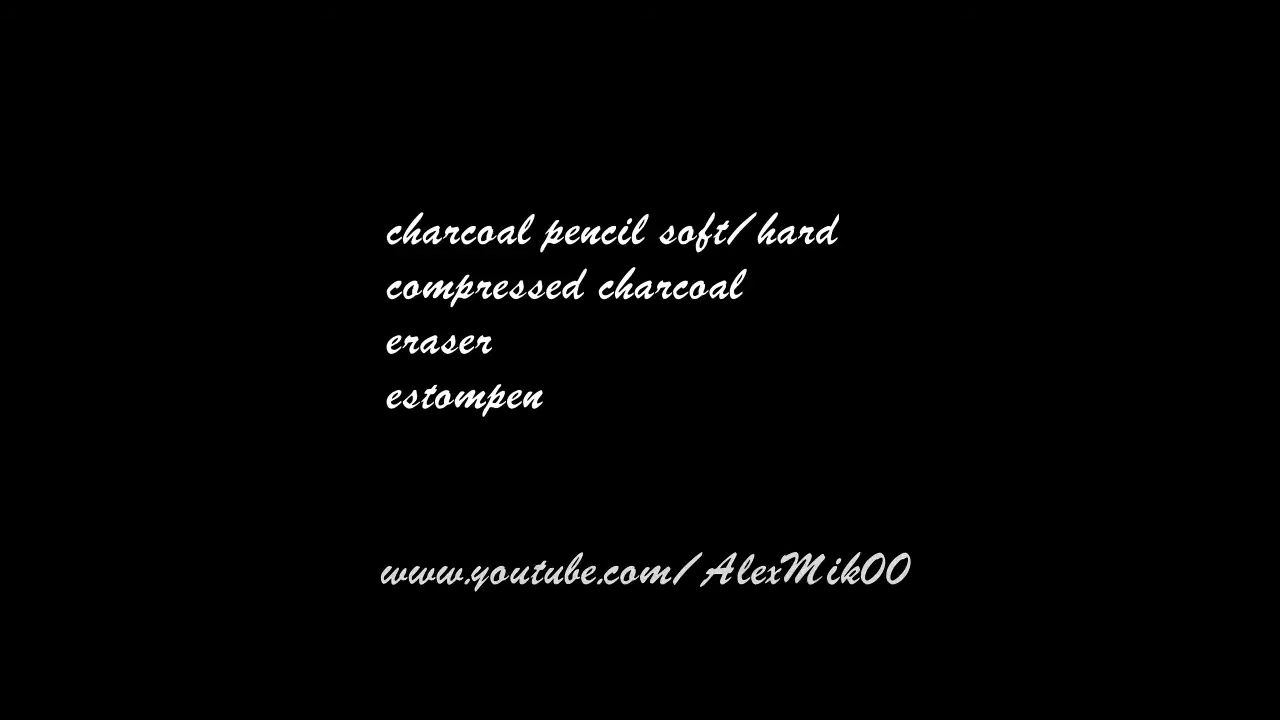 charcoal pencil soft/hard
compressed charcoal
eraser
estompen
www.youtube.com/AlexMik00